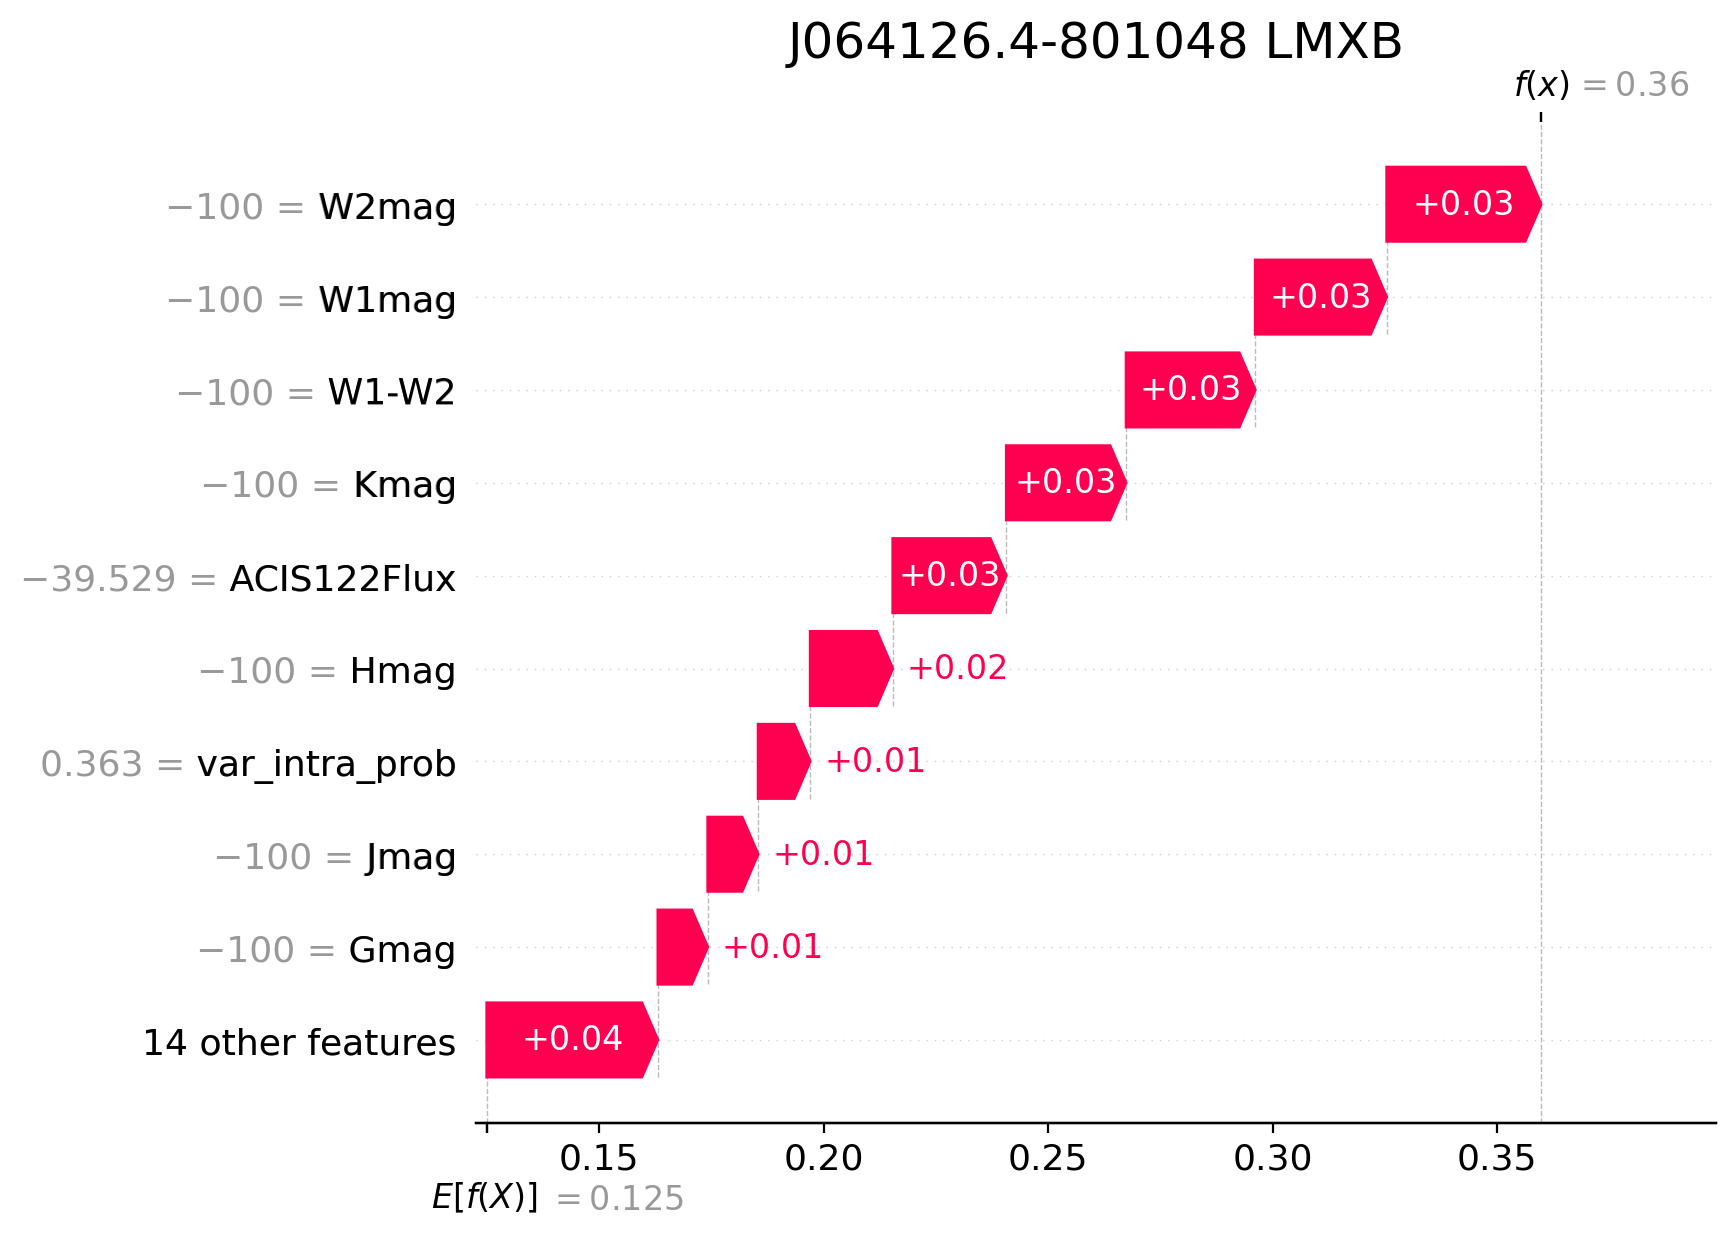 J064126.4-801048 LMXB
f(x) = 0.36
−100 = W2mag +0.03
−100 = W1mag +0.03
−100 = W1-W2 +0.03
−100 = Kmag +0.03
−39.529 = ACIS122Flux +0.03
−100 = Hmag +0.02
0.363 = var_intra_prob +0.01
−100 = Jmag +0.01
−100 = Gmag +0.01
14 other features +0.04
0.15 0.20 0.25 0.30 0.35
E[f(X)] = 0.125